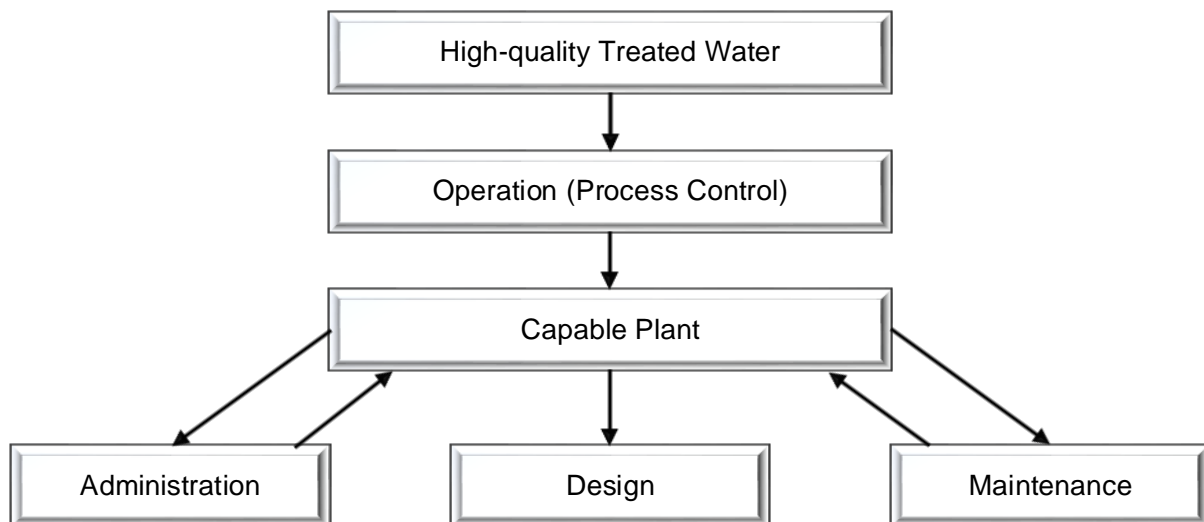 High-quality Treated Water
Operation (Process Control)
Capable Plant
Administration
Design
Maintenance